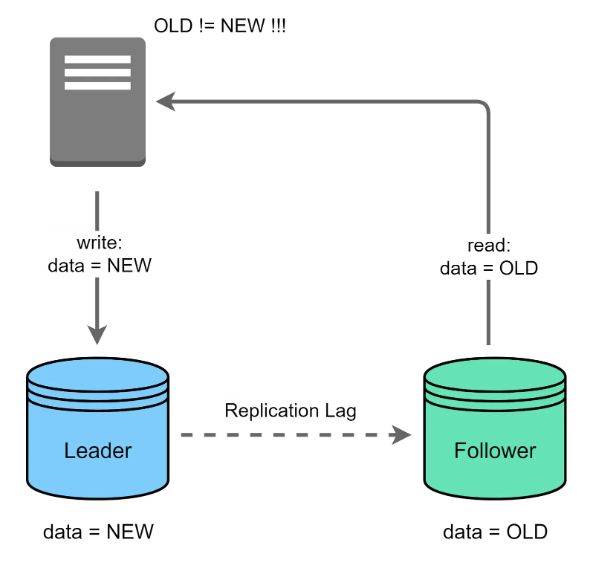 OLD != NEW !!!
write:
data = NEW
read:
data = OLD
Replication Lag
Leader
Follower
data = NEW
data = OLD